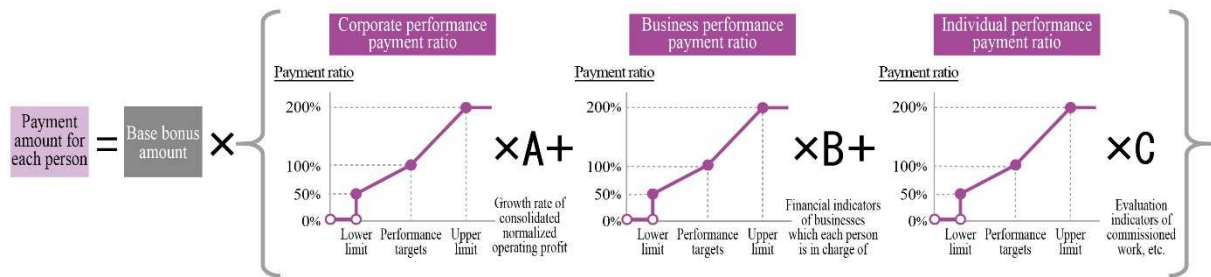 Corporate performance
payment ratio
Business performance
payment ratio
Individual performance
payment ratio
Payment ratio
Payment ratio
Payment ratio
Payment
amount for
each person
=
Base bonus
amount
×
200%
100%
50%
0%
Lower
limit
Performance
targets
Upper
limit
×A+
Growth rate of
consolidated
normalized
operating profit
200%
100%
50%
0%
Lower
limit
Performance
targets
Upper
limit
×B+
Financial indicators
of businesses
which each person
is in charge of
200%
100%
50%
0%
Lower
limit
Performance
targets
Upper
limit
×C
Evaluation
indicators of
commissioned
work, etc.